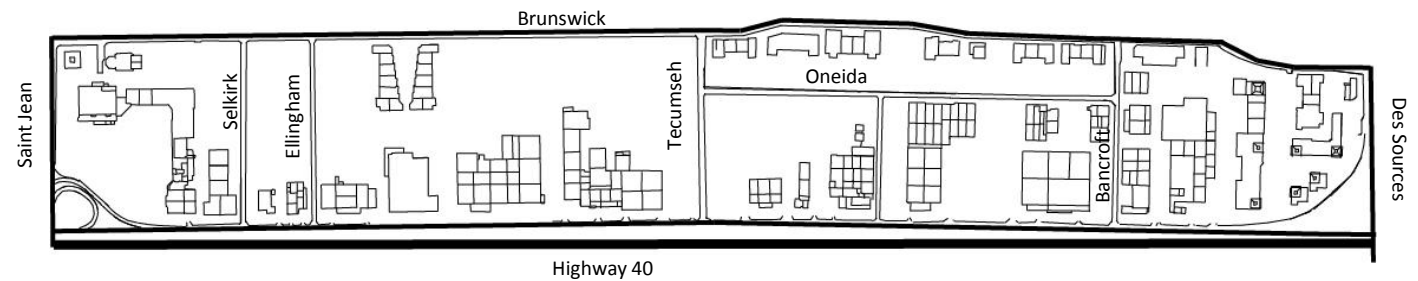 Brunswick
Saint Jean
Selkirk
Ellingham
Tecumseh
Oneida
Bancroft
Des Sources
Highway 40